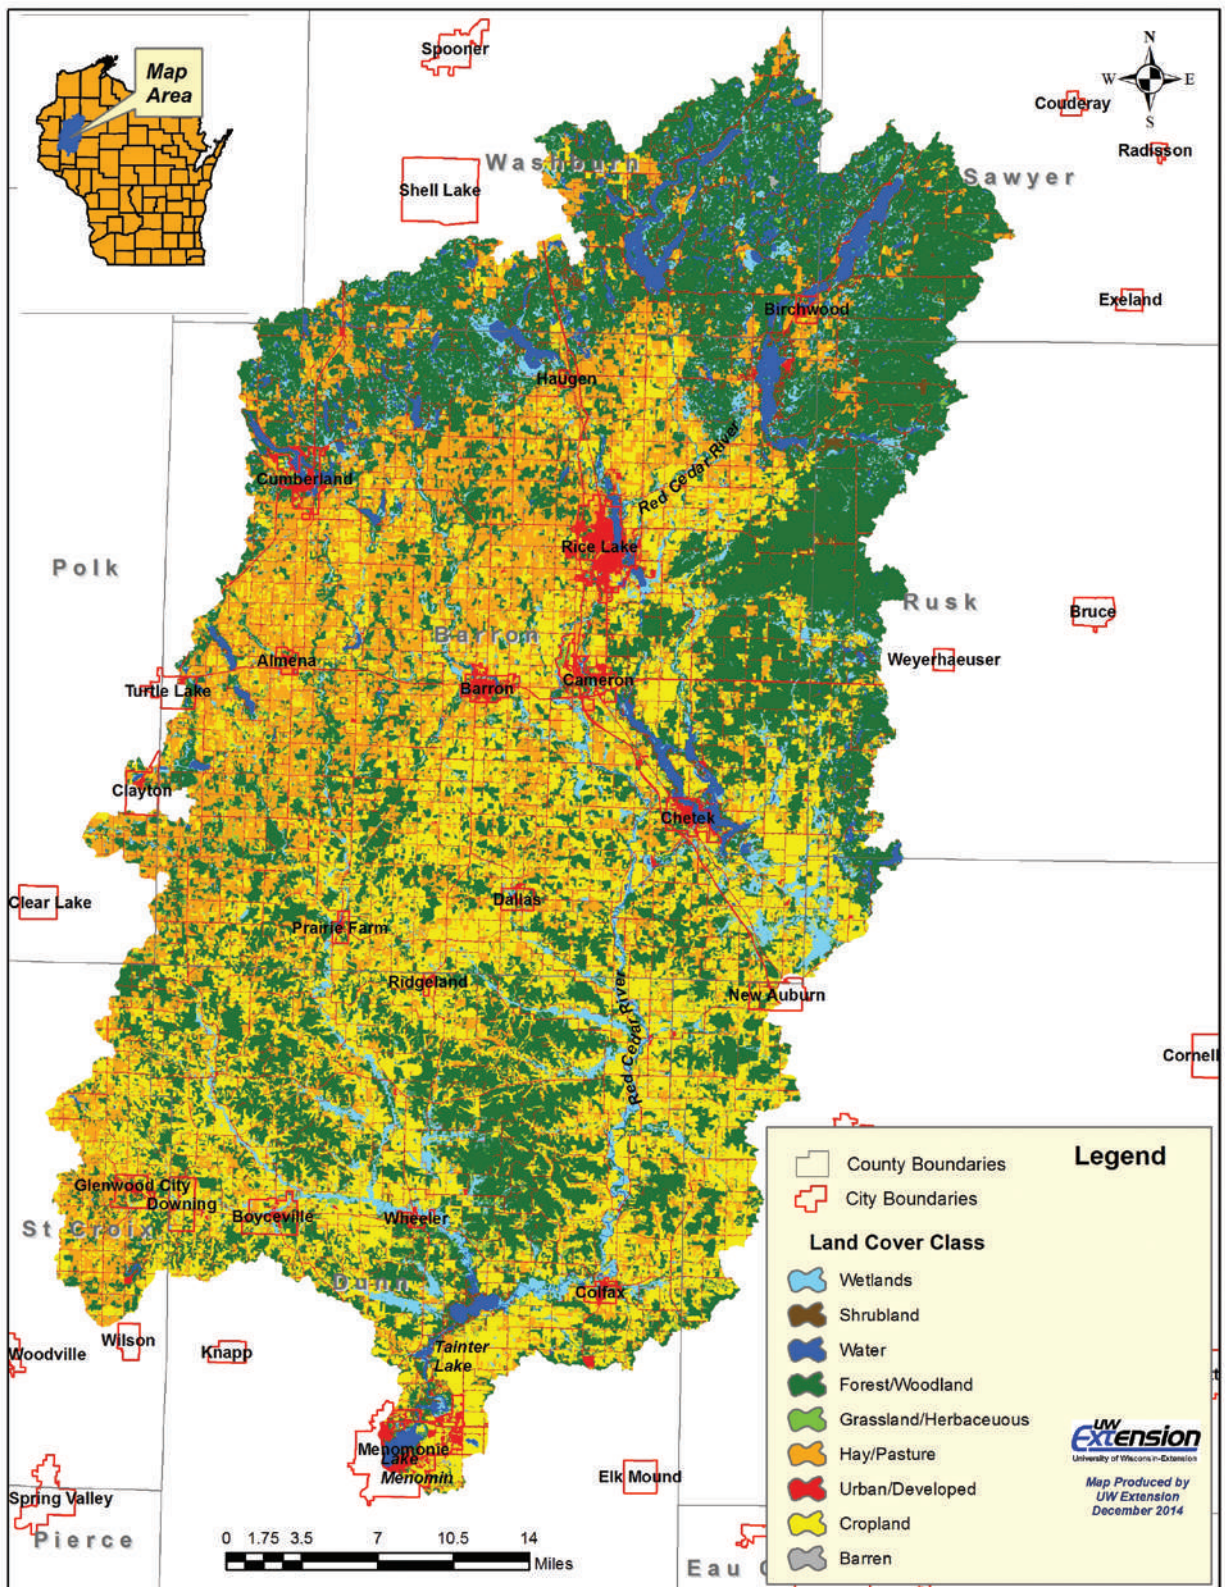 Map
Area
Spooner
N
W
E
S
Couderay
Radisson
Washburn
Sawyer
Shell Lake
Birchwood
Exeland
Haugen
Red Cedar River
Cumberland
Rice Lake
Polk
Rusk
Bruce
Barron
Weyerhaeuser
Almena
Turtle Lake
Barron
Cameron
Clayton
Chetek
Clear Lake
Dallas
Prairie Farm
Ridgeland
New Auburn
Red Cedar River
Cornell
Glenwood City
Downing
Boyceville
Wheeler
St Croix
Dunn
Colfax
Wilson
Woodville
Knapp
Tainter
Lake
Menomonie
Lake
Menomin
Elk Mound
Spring Valley
Pierce
Eau
0 1.75 3.5 7 10.5 14
Miles
Legend
County Boundaries
City Boundaries
Land Cover Class
Wetlands
Shrubland
Water
Forest/Woodland
Grassland/Herbaceuous
Hay/Pasture
Urban/Developed
Cropland
Barren
UW
Extension
University of Wisconsin-Extension
Map Produced by
UW Extension
December 2014